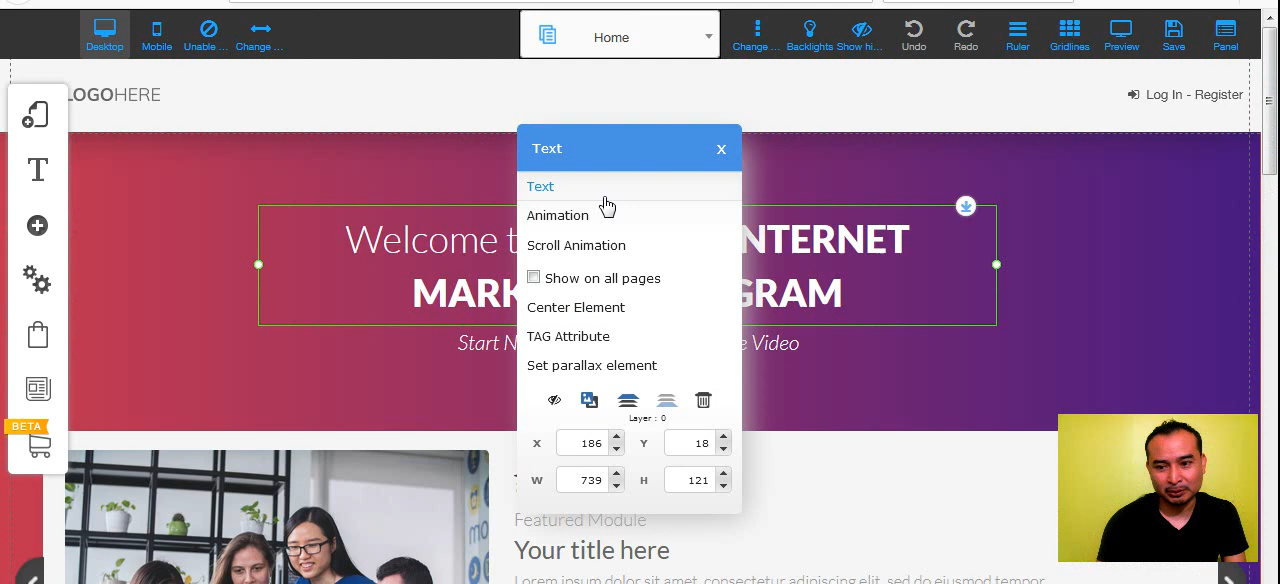 Desktop
Mobile
Unable ...
Change ...
Home
Change ...
Backlights
Show hi...
Undo
Redo
Ruler
Gridlines
Preview
Save
Panel
LOGOHERE
Log In - Register
Text
X
Text
Animation
Scroll Animation
Show on all pages
Center Element
TAG Attribute
Set parallax element
Layer : 0
X 186 Y 18
W 739 H 121
Welcome t NTERNET
MARK GRAM
Start N e Video
T
BETA
Featured Module
Your title here
Lorem ipsum dolor sit amet, consectetur adipiscing elit, sed do eiusmod tempor